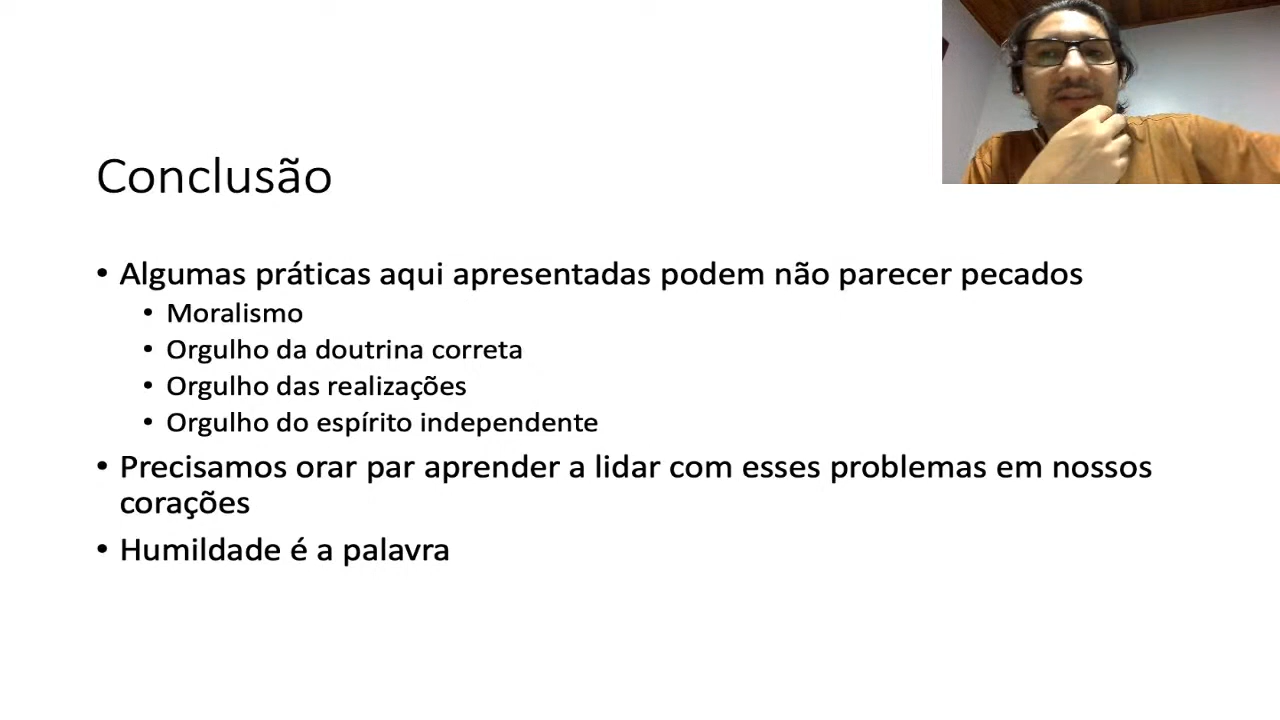 Conclusão
• Algumas práticas aqui apresentadas podem não parecer pecados
• Moralismo
• Orgulho da doutrina correta
• Orgulho das realizações
• Orgulho do espírito independente
• Precisamos orar par aprender a lidar com esses problemas em nossos
corações
• Humildade é a palavra